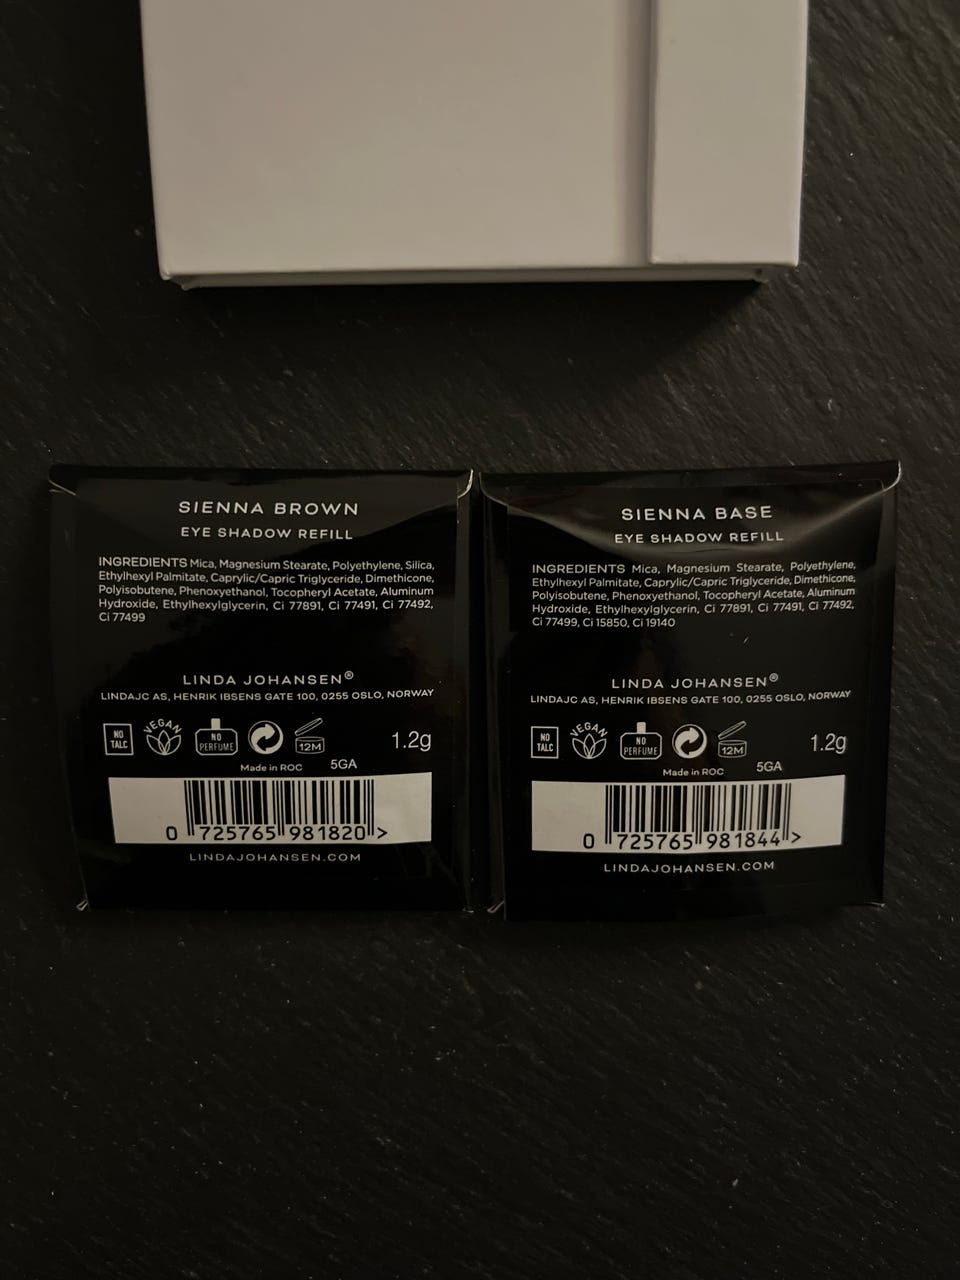 SIENNA BROWN
EYE SHADOW REFILL
INGREDIENTS Mica, Magnesium Stearate, Polyethylene, Silica,
Ethylhexyl Palmitate, Caprylic/Capric Triglyceride, Dimethicone,
Polyisobutene, Phenoxyethanol, Tocopheryl Acetate, Aluminum
Hydroxide, Ethylhexylglycerin, Ci 77891, Ci 77491, Ci 77492,
Ci 77499
LINDA JOHANSEN®
LINDAJC AS, HENRIK IBSENS GATE 100, 0255 OSLO, NORWAY
NO
TALC
VEGAN
NO
PERFUME
12M
1.2g
Made in ROC
5GA
0 725765 981820 >
LINDAJOHANSEN.COM
SIENNA BASE
EYE SHADOW REFILL
INGREDIENTS Mica, Magnesium Stearate, Polyethylene,
Ethylhexyl Palmitate, Caprylic/Capric Triglyceride, Dimethicone,
Polyisobutene, Phenoxyethanol, Tocopheryl Acetate, Aluminum
Hydroxide, Ethylhexylglycerin, Ci 77891, Ci 77491, Ci 77492,
Ci 77499, Ci 15850, Ci 19140
LINDA JOHANSEN®
LINDAJC AS, HENRIK IBSENS GATE 100, 0255 OSLO, NORWAY
NO
TALC
VEGAN
NO
PERFUME
12M
1.2g
Made in ROC
5GA
0 725765 981844 >
LINDAJOHANSEN.COM